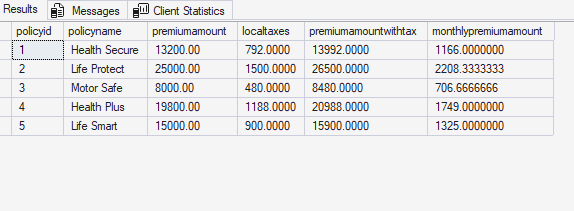 Results Messages Client Statistics
policyid policyname premiumamount localtaxes premiumamountwithtax monthlypremiumamount
1 Health Secure 13200.00 792.0000 13992.0000 1166.0000000
2 Life Protect 25000.00 1500.0000 26500.0000 2208.3333333
3 Motor Safe 8000.00 480.0000 8480.0000 706.6666666
4 Health Plus 19800.00 1188.0000 20988.0000 1749.0000000
5 Life Smart 15000.00 900.0000 15900.0000 1325.0000000